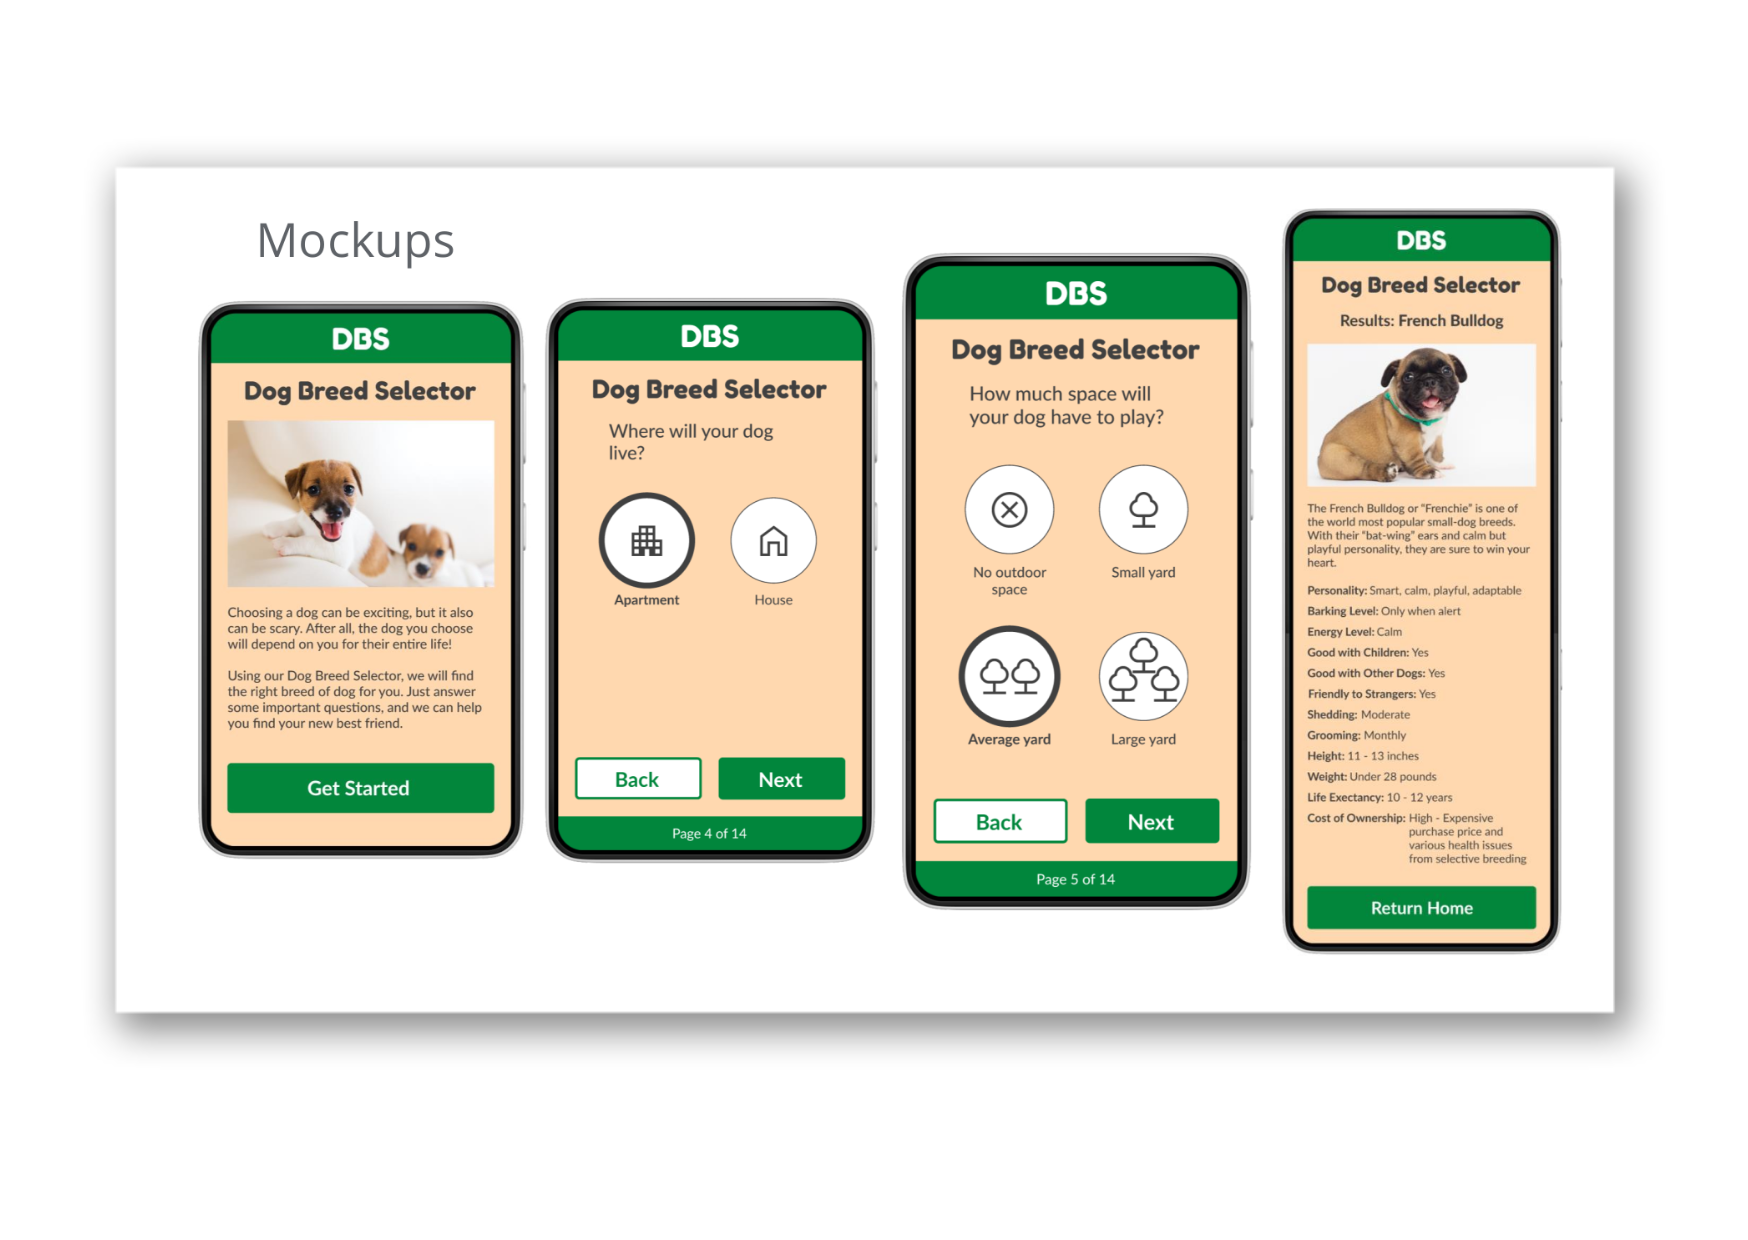 Mockups
DBS
Dog Breed Selector
Choosing a dog can be exciting, but it also
can be scary. After all, the dog you choose
will depend on you for their entire life!
Using our Dog Breed Selector, we will find
the right breed of dog for you. Just answer
some important questions, and we can help
you find your new best friend.
Get Started
DBS
Dog Breed Selector
Where will your dog
live?
Apartment
House
Back
Next
Page 4 of 14
DBS
Dog Breed Selector
How much space will
your dog have to play?
No outdoor
space
Small yard
Average yard
Large yard
Back
Next
Page 5 of 14
DBS
Dog Breed Selector
Results: French Bulldog
The French Bulldog or “Frenchie” is one of
the world most popular small-dog breeds.
With their “bat-wing” ears and calm but
playful personality, they are sure to win your
heart.
Personality: Smart, calm, playful, adaptable
Barking Level: Only when alert
Energy Level: Calm
Good with Children: Yes
Good with Other Dogs: Yes
Friendly to Strangers: Yes
Shedding: Moderate
Grooming: Monthly
Height: 11 - 13 inches
Weight: Under 28 pounds
Life Exectancy: 10 - 12 years
Cost of Ownership: High - Expensive
purchase price and
various health issues
from selective breeding
Return Home